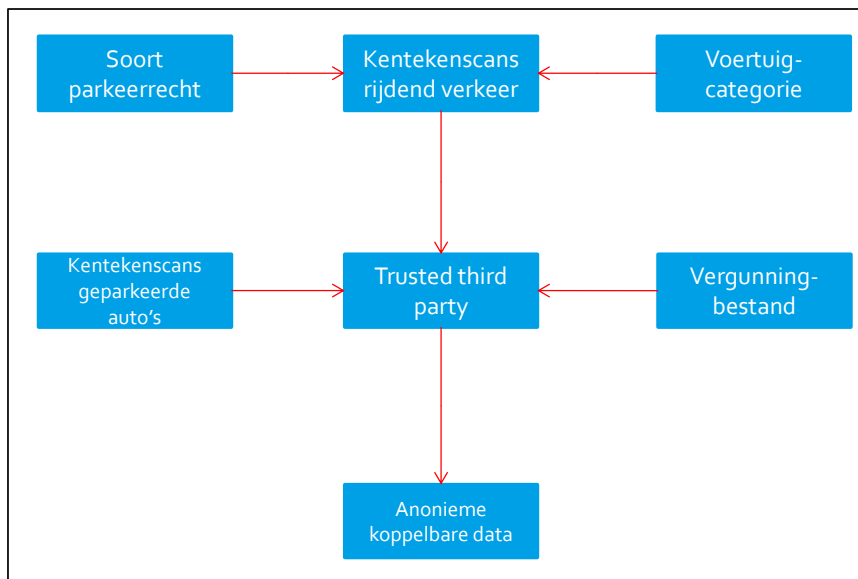 Soort
parkeerrecht
Kentekenscans
rijdend verkeer
Voertuig-
categorie
Kentekenscans
geparkeerde
auto's
Trusted third
party
Vergunning-
bestand
Anonieme
koppelbare data